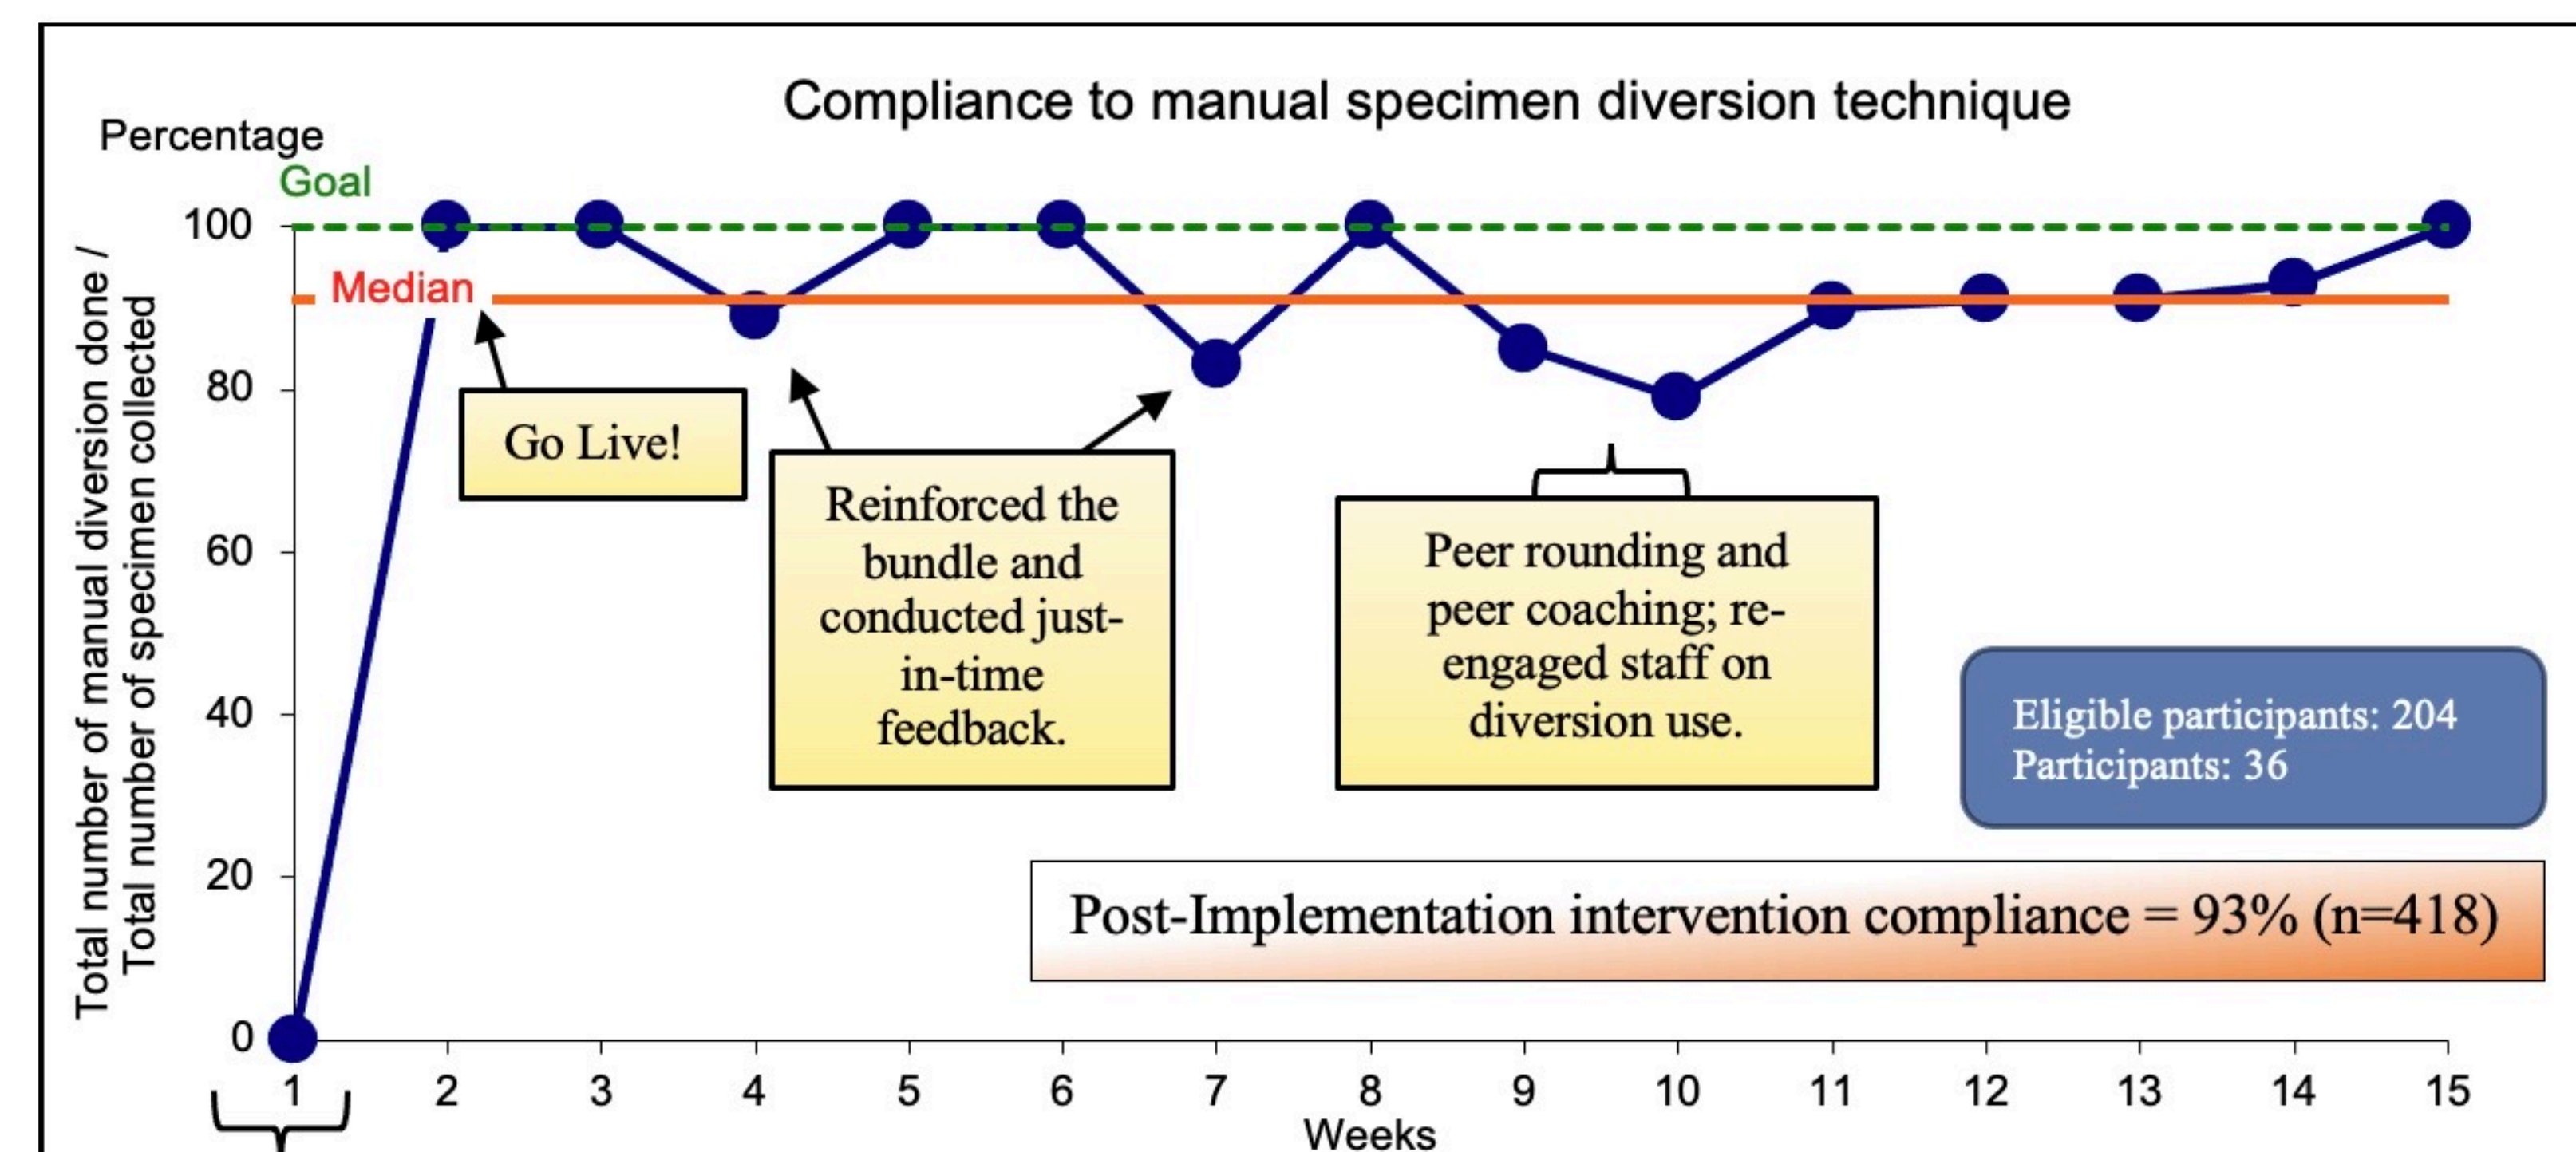 Compliance to manual specimen diversion technique
Percentage
Goal
Median
Total number of manual diversion done /
Total number of specimen collected
100
80
60
40
20
0
Go Live!
Reinforced the
bundle and
conducted just-
in-time
feedback.
Peer rounding and
peer coaching; re-
engaged staff on
diversion use.
Eligible participants: 204
Participants: 36
Post-Implementation intervention compliance = 93% (n=418)
1 2 3 4 5 6 7 8 9 10 11 12 13 14 15
Weeks